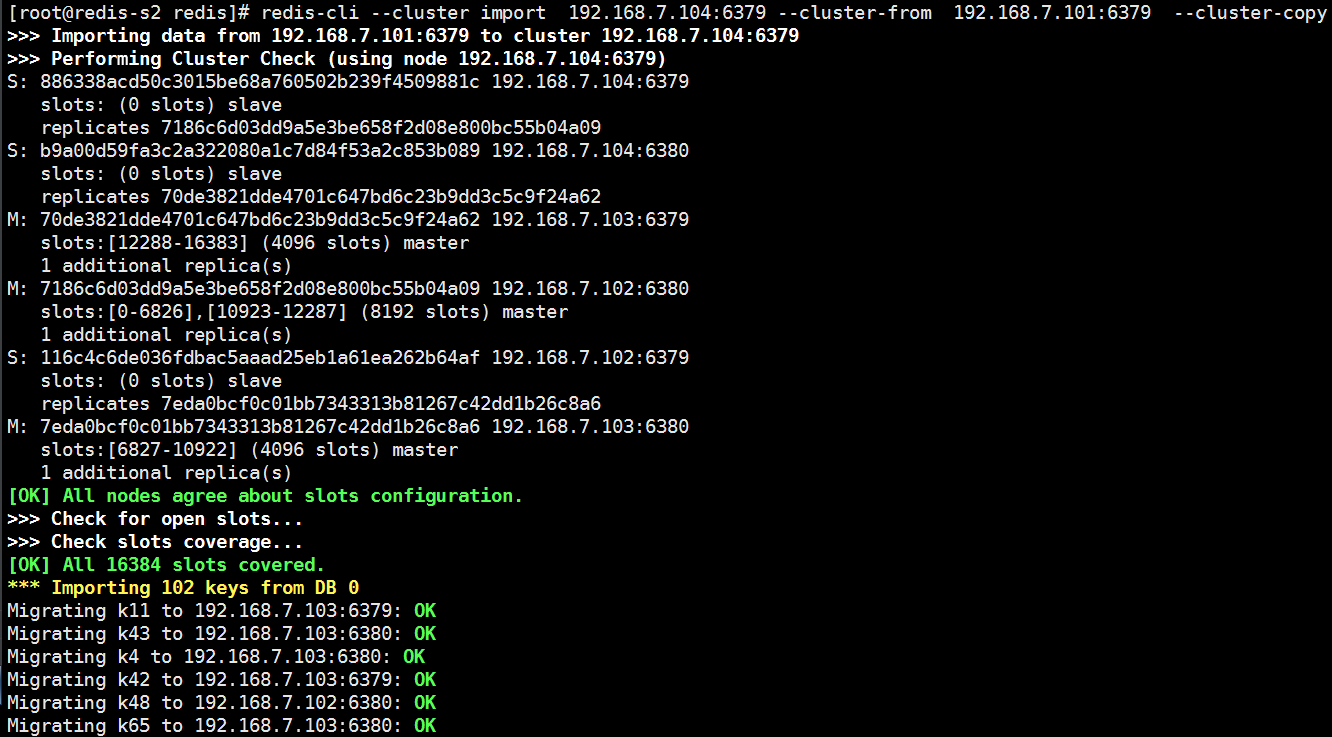 [root@redis-s2 redis]# redis-cli --cluster import  192.168.7.104:6379 --cluster-from  192.168.7.101:6379  --cluster-copy
>>> Importing data from 192.168.7.101:6379 to cluster 192.168.7.104:6379
>>> Performing Cluster Check (using node 192.168.7.104:6379)
S: 886338acd50c3015be68a760502b239f4509881c 192.168.7.104:6379
   slots: (0 slots) slave
   replicates 7186c6d03dd9a5e3be658f2d08e800bc55b04a09
S: b9a00d59fa3c2a322080a1c7d84f53a2c853b089 192.168.7.104:6380
   slots: (0 slots) slave
   replicates 70de3821dde4701c647bd6c23b9dd3c5c9f24a62
M: 70de3821dde4701c647bd6c23b9dd3c5c9f24a62 192.168.7.103:6379
   slots:[12288-16383] (4096 slots) master
   1 additional replica(s)
M: 7186c6d03dd9a5e3be658f2d08e800bc55b04a09 192.168.7.102:6380
   slots:[0-6826],[10923-12287] (8192 slots) master
   1 additional replica(s)
S: 116c4c6de036fdbac5aaad25eb1a61ea262b64af 192.168.7.102:6379
   slots: (0 slots) slave
   replicates 7eda0bcf0c01bb7343313b81267c42dd1b26c8a6
M: 7eda0bcf0c01bb7343313b81267c42dd1b26c8a6 192.168.7.103:6380
   slots:[6827-10922] (4096 slots) master
   1 additional replica(s)
[OK] All nodes agree about slots configuration.
>>> Check for open slots...
>>> Check slots coverage...
[OK] All 16384 slots covered.
*** Importing 102 keys from DB 0
Migrating k11 to 192.168.7.103:6379: OK
Migrating k43 to 192.168.7.103:6380: OK
Migrating k4 to 192.168.7.103:6380: OK
Migrating k42 to 192.168.7.103:6379: OK
Migrating k48 to 192.168.7.102:6380: OK
Migrating k65 to 192.168.7.103:6380: OK